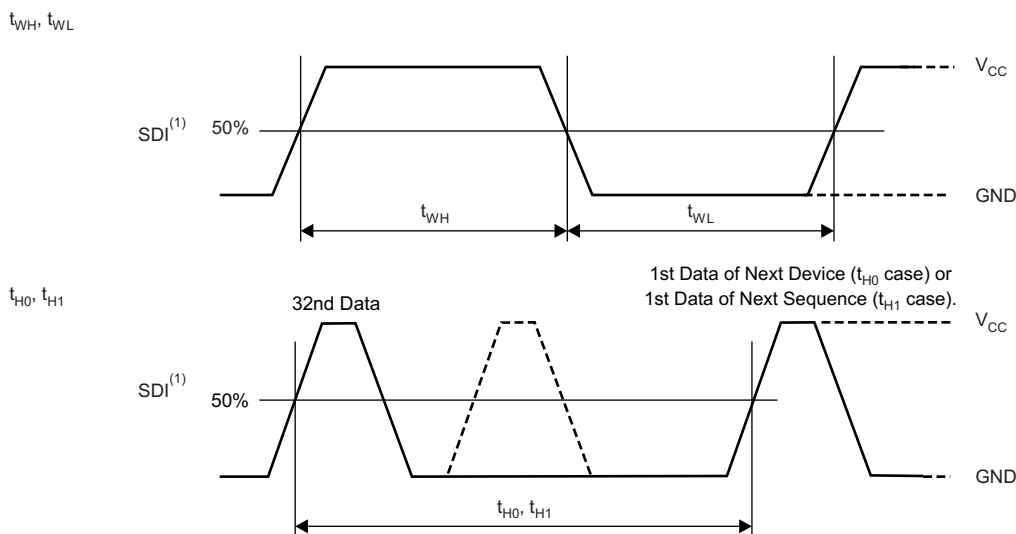 tWH, tWL
VCC
SDI(1) 50%
GND
tWH tWL
1st Data of Next Device (tH0 case) or
1st Data of Next Sequence (tH1 case).
tH0, tH1
32nd Data
VCC
SDI(1) 50%
GND
tH0, tH1